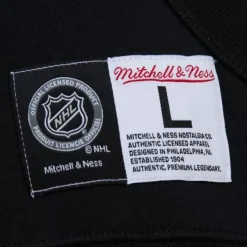 OFFICIAL LICENSED PRODUCT
PRODUIT LICENCIÉ OFFICIEL
NHL
© NHL
Mitchell & Ness
Mitchell & Ness
L
MITCHELL & NESS NOSTALGIA CO.
AUTHENTIC LICENSED APPAREL
DESIGNED IN PHILADELPHIA, PA
ESTABLISHED 1904
AUTHENTIC. PREMIUM. LEGENDARY.